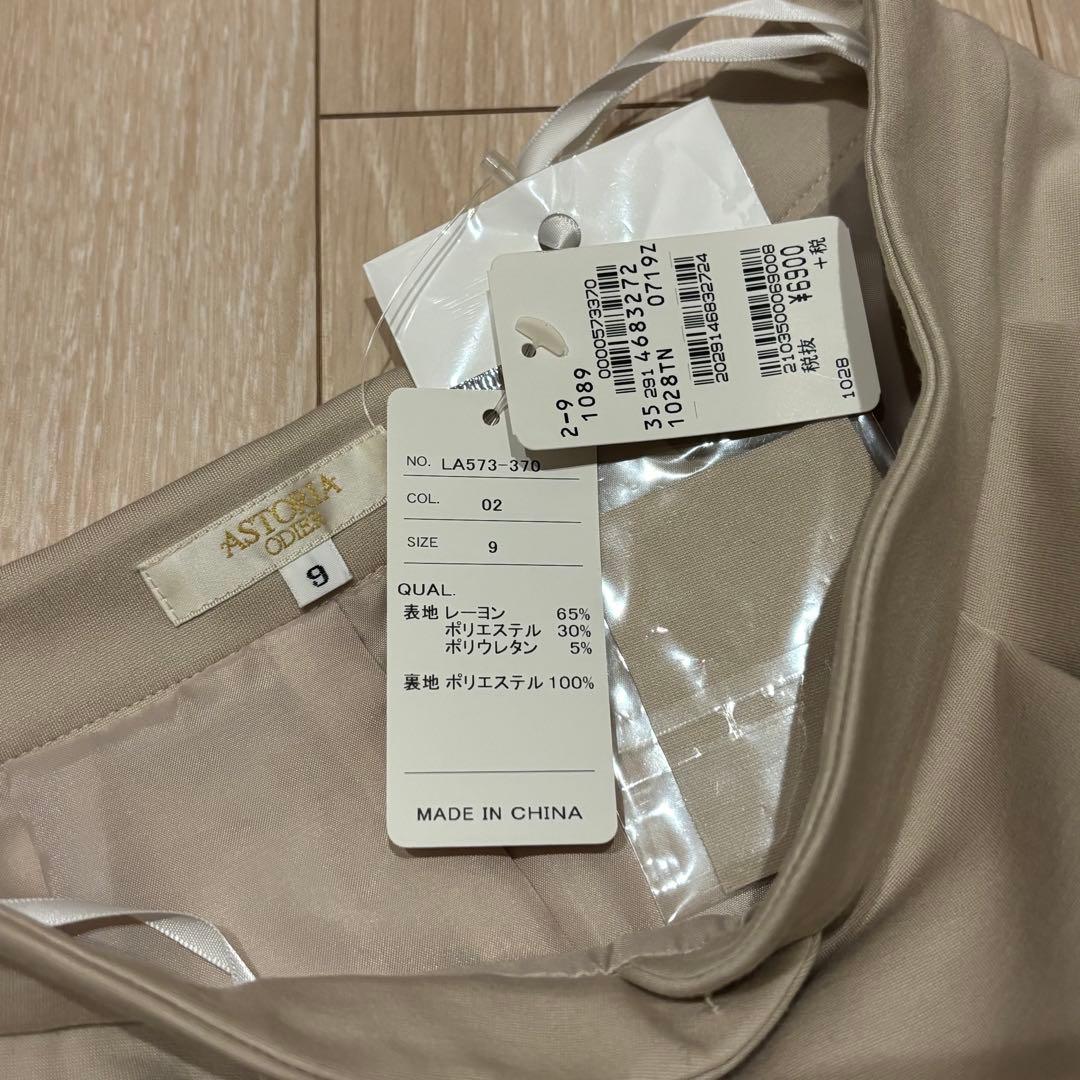 ASTORIA
ODIER
9
NO. LA573-370
COL. 02
SIZE 9
QUAL.
表地 レーヨン 65%
ポリエステル 30%
ポリウレタン 5%
裏地 ポリエステル 100%
MADE IN CHINA
2-9
1089
0000573370
35 291 4683272
1028TN 0719Z
2029146832724
2103500069008
税抜 ¥6900
+税
1028